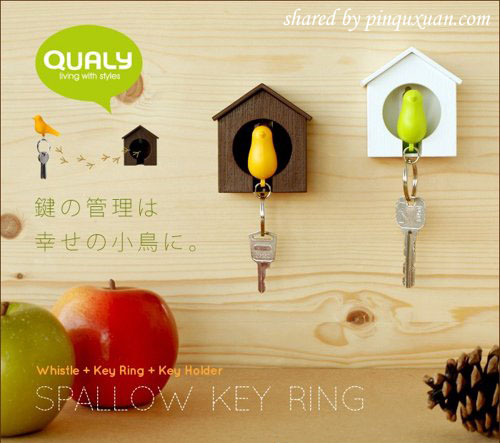 shared by pinquxuan.com
QUALY
living with styles
鍵の管理は
幸せの小鳥に。
Whistle + Key Ring + Key Holder
SPALLOW KEY RING